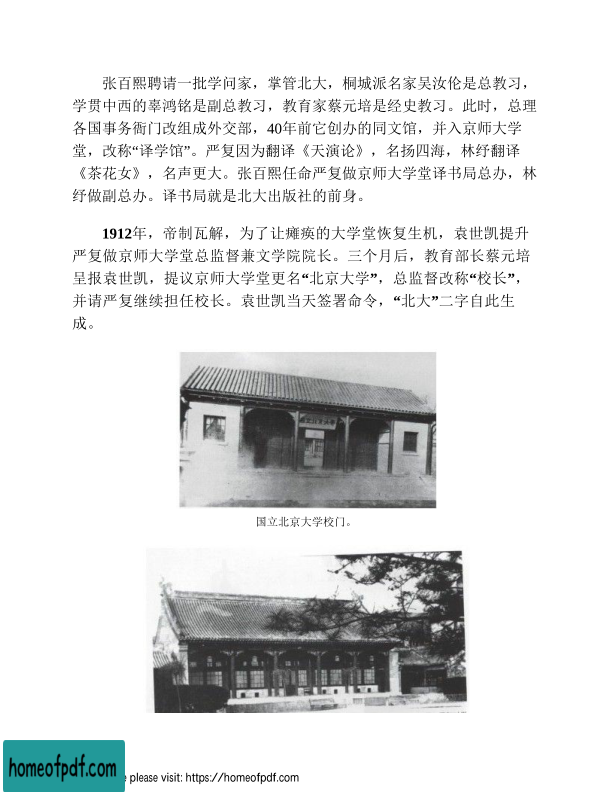 张百熙聘请一批学问家，掌管北大，桐城派名家吴汝伦是总教习，
学贯中西的辜鸿铭是副总教习，教育家蔡元培是经史教习。此时，总理
各国事务衙门改组成外交部，40年前它创办的同文馆，并入京师大学
堂，改称“译学馆”。严复因为翻译《天演论》，名扬四海，林纾翻译
《茶花女》，名声更大。张百熙任命严复做京师大学堂译书局总办，林
纾做副总办。译书局就是北大出版社的前身。
1912年，帝制瓦解，为了让瘫痪的大学堂恢复生机，袁世凯提升
严复做京师大学堂总监督兼文学院院长。三个月后，教育部长蔡元培
呈报袁世凯，提议京师大学堂更名“北京大学”，总监督改称“校长”，
并请严复继续担任校长。袁世凯当天签署命令，“北大”二字自此生
成。
国立北京大学校门。
homeofpdf.com
e please visit: https://homeofpdf.com